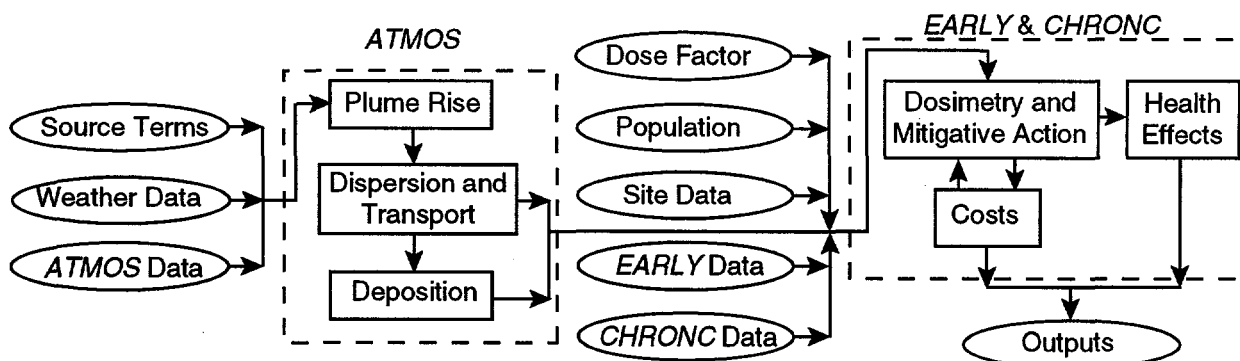 ATMOS
EARLY & CHRONC
Source Terms
Weather Data
ATMOS Data
Plume Rise
Dispersion and
Transport
Deposition
Dose Factor
Population
Site Data
EARLY Data
CHRONC Data
Dosimetry and
Mitigative Action
Health
Effects
Costs
Outputs